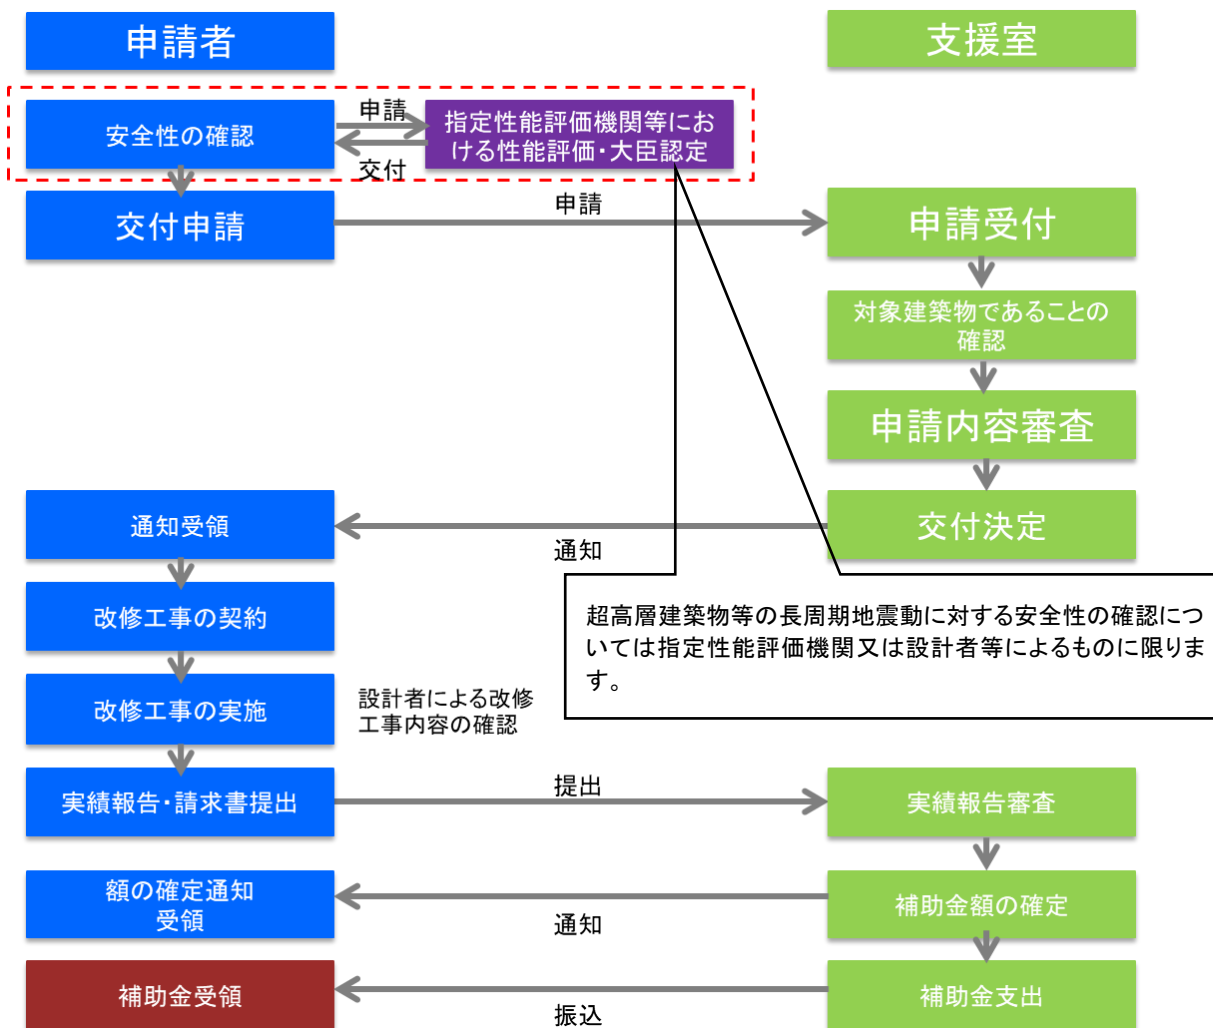 申請者
支援室
安全性の確認
申請
交付
指定性能評価機関等にお
ける性能評価・大臣認定
交付申請
申請
申請受付
対象建築物であることの
確認
申請内容審査
通知受領
通知
交付決定
改修工事の契約
超高層建築物等の長周期地震動に対する安全性の確認につ
いては指定性能評価機関又は設計者等によるものに限りま
す。
改修工事の実施
設計者による改修
工事内容の確認
実績報告・請求書提出
提出
実績報告審査
額の確定通知
受領
通知
補助金額の確定
補助金受領
振込
補助金支出